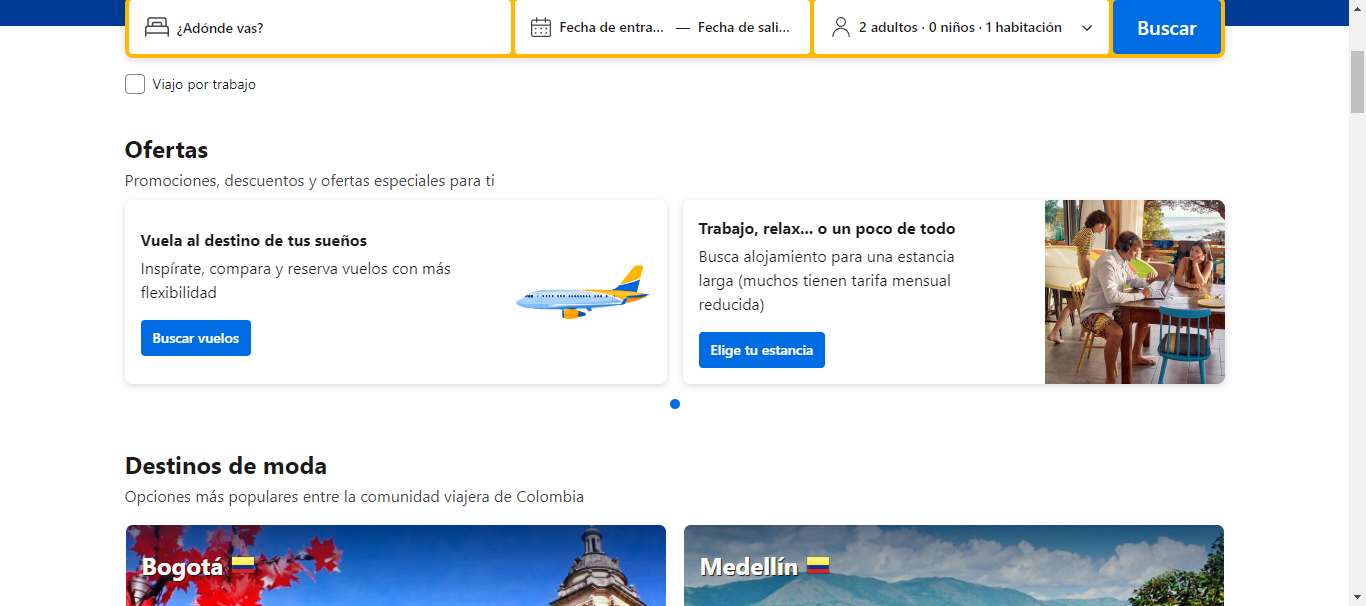 ¿Adónde vas?
Fecha de entra... — Fecha de sali...
2 adultos · 0 niños · 1 habitación
Buscar
Viajo por trabajo
Ofertas
Promociones, descuentos y ofertas especiales para ti
Vuela al destino de tus sueños
Inspírate, compara y reserva vuelos con más
flexibilidad
Buscar vuelos
Trabajo, relax... o un poco de todo
Busca alojamiento para una estancia
larga (muchos tienen tarifa mensual
reducida)
Elige tu estancia
Destinos de moda
Opciones más populares entre la comunidad viajera de Colombia
Bogotá
Medellín